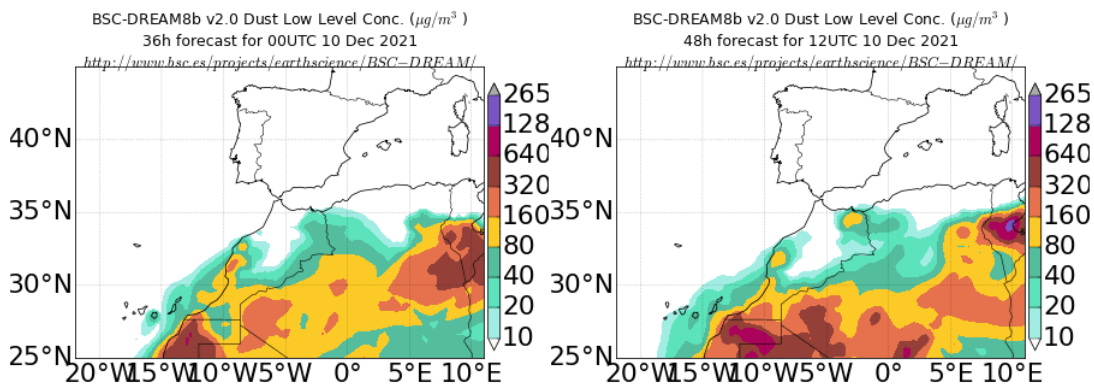 BSC-DREAM8b v2.0 Dust Low Level Conc. (μg/m³ )
36h forecast for 00UTC 10 Dec 2021
http://www.bsc.es/projects/earthscience/BSC−DREAM/
40°N
35°N
30°N
25°N
20°W
15°W
10°W
5°W
0°
5°E
10°E
265
128
640
320
160
80
40
20
10
BSC-DREAM8b v2.0 Dust Low Level Conc. (μg/m³ )
48h forecast for 12UTC 10 Dec 2021
http://www.bsc.es/projects/earthscience/BSC−DREAM/
40°N
35°N
30°N
25°N
20°W
15°W
10°W
5°W
0°
5°E
10°E
265
128
640
320
160
80
40
20
10